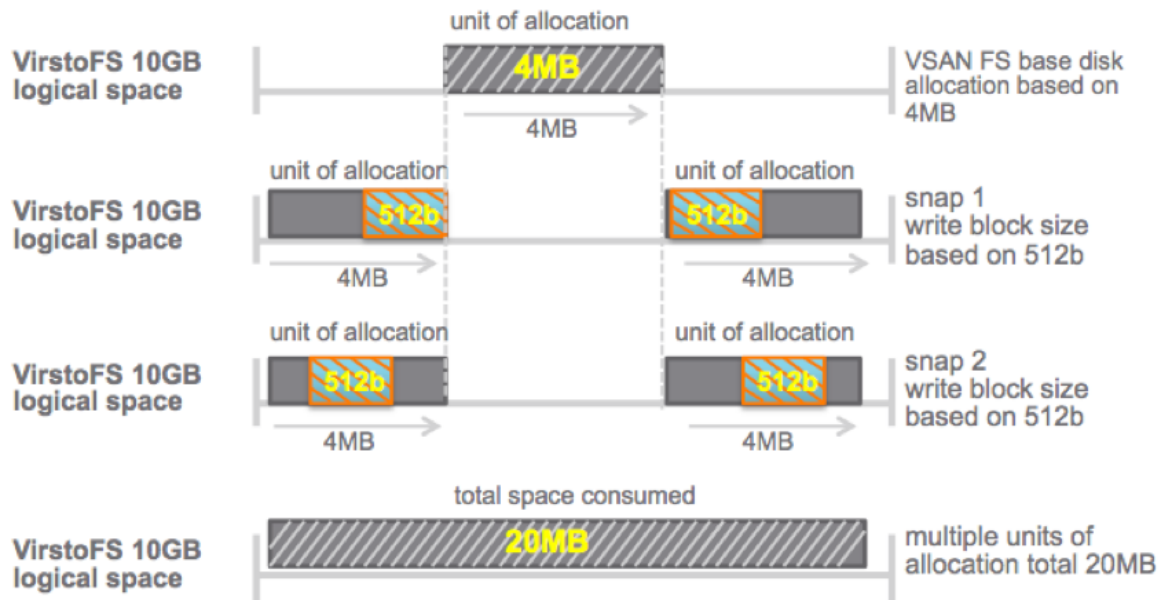 unit of allocation
VirstoFS 10GB
logical space
4MB
4MB
VSAN FS base disk
allocation based on
4MB
unit of allocation
unit of allocation
VirstoFS 10GB
logical space
512b
512b
4MB
4MB
snap 1
write block size
based on 512b
unit of allocation
unit of allocation
VirstoFS 10GB
logical space
512b
512b
4MB
4MB
snap 2
write block size
based on 512b
total space consumed
VirstoFS 10GB
logical space
20MB
multiple units of
allocation total 20MB